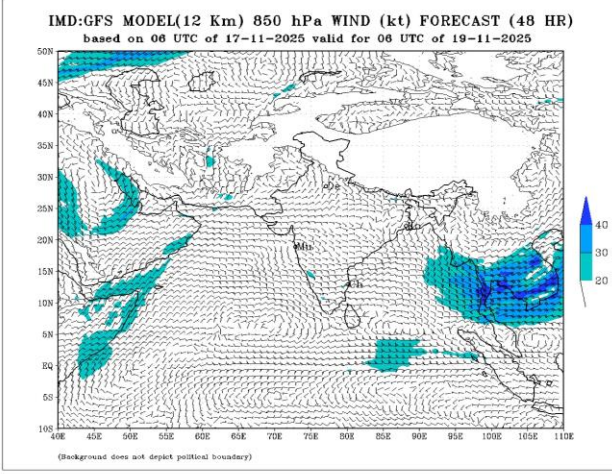 IMD:GFS MODEL(12 Km) 850 hPa WIND (kt) FORECAST (48 HR)
based on 06 UTC of 17-11-2025 valid for 06 UTC of 19-11-2025
50N
45N
40N
35N
30N
25N
20N
15N
10N
5N
EQ
5S
10S
De
Ko
Mu
Ch
40
30
20
40E 45E 50E 55E 60E 65E 70E 75E 80E 85E 90E 95E 100E 105E 110E
(Background does not depict political boundary)